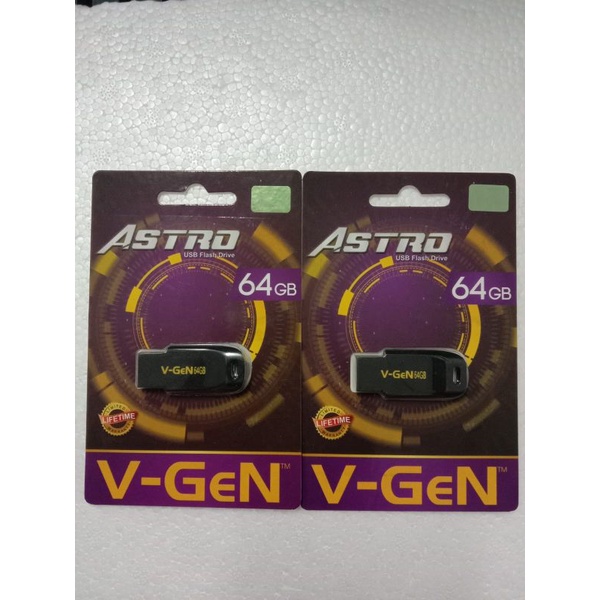 ASTRO
USB Flash Drive
64GB
V-GeN 64GB
LIFETIME
V-GeN™
ASTRO
USB Flash Drive
64GB
V-GeN 64GB
LIFETIME
V-GeN™